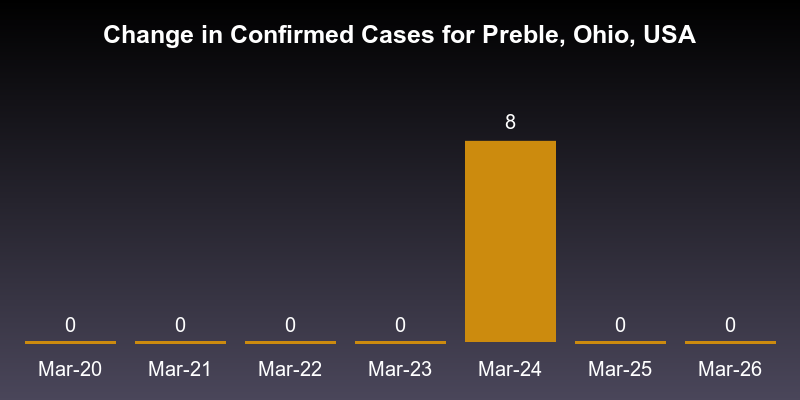 Change in Confirmed Cases for Preble, Ohio, USA
8
0 0 0 0 0 0
Mar-20 Mar-21 Mar-22 Mar-23 Mar-24 Mar-25 Mar-26